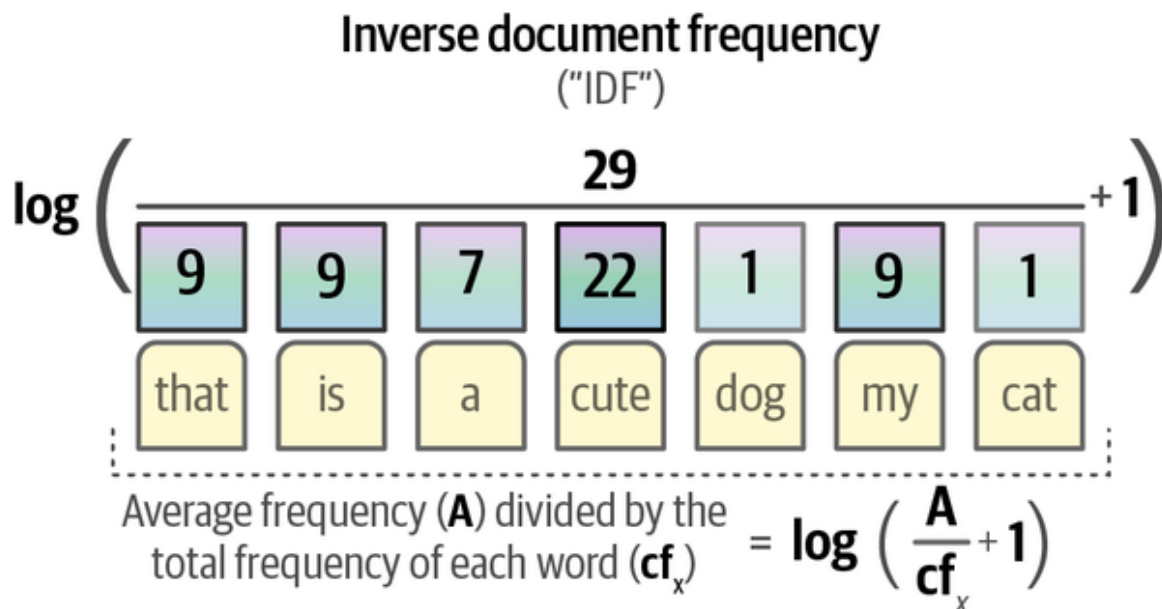 Inverse document frequency
("IDF")
log ( 29 + 1 )
9 9 7 22 1 9 1
that is a cute dog my cat
Average frequency (A) divided by the
total frequency of each word (cfₓ)
= log ( A / cfₓ + 1 )